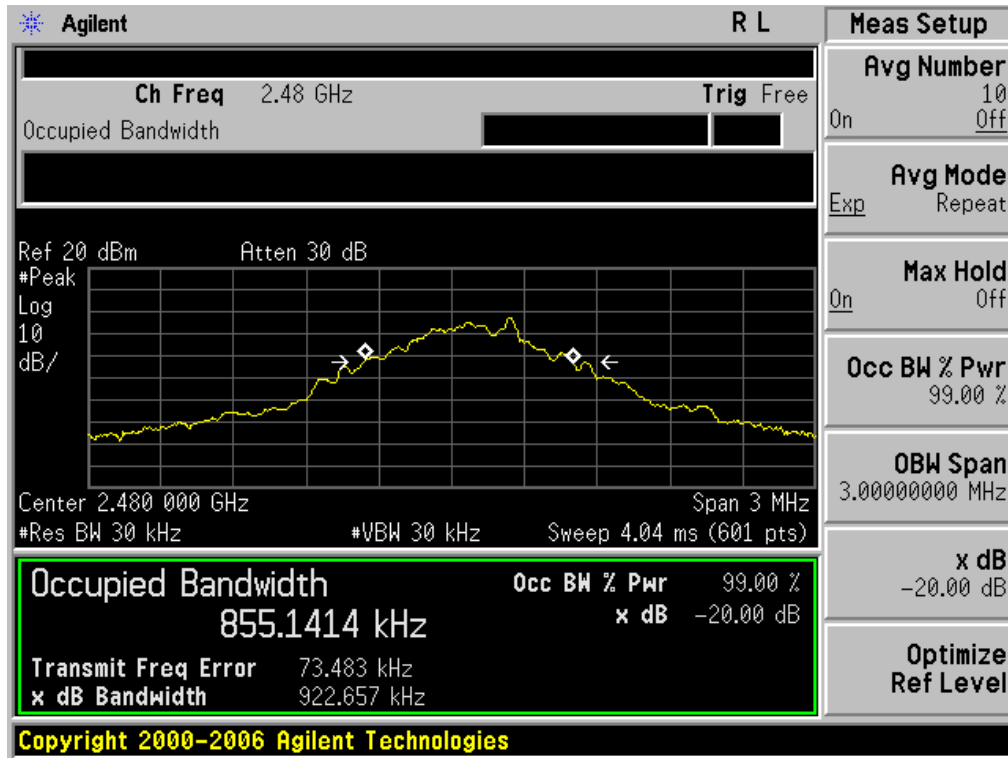 Agilent R L
Ch Freq 2.48 GHz Trig Free
Occupied Bandwidth
Ref 20 dBm Atten 30 dB
#Peak
Log
10
dB/
Center 2.480 000 GHz Span 3 MHz
#Res BW 30 kHz #VBW 30 kHz Sweep 4.04 ms (601 pts)
Occupied Bandwidth Occ BW % Pwr 99.00 %
855.1414 kHz x dB -20.00 dB
Transmit Freq Error 73.483 kHz
x dB Bandwidth 922.657 kHz
Copyright 2000-2006 Agilent Technologies
Meas Setup
Avg Number
10
On Off
Avg Mode
Exp Repeat
Max Hold
On Off
Occ BW % Pwr
99.00 %
OBW Span
3.00000000 MHz
x dB
-20.00 dB
Optimize
Ref Level